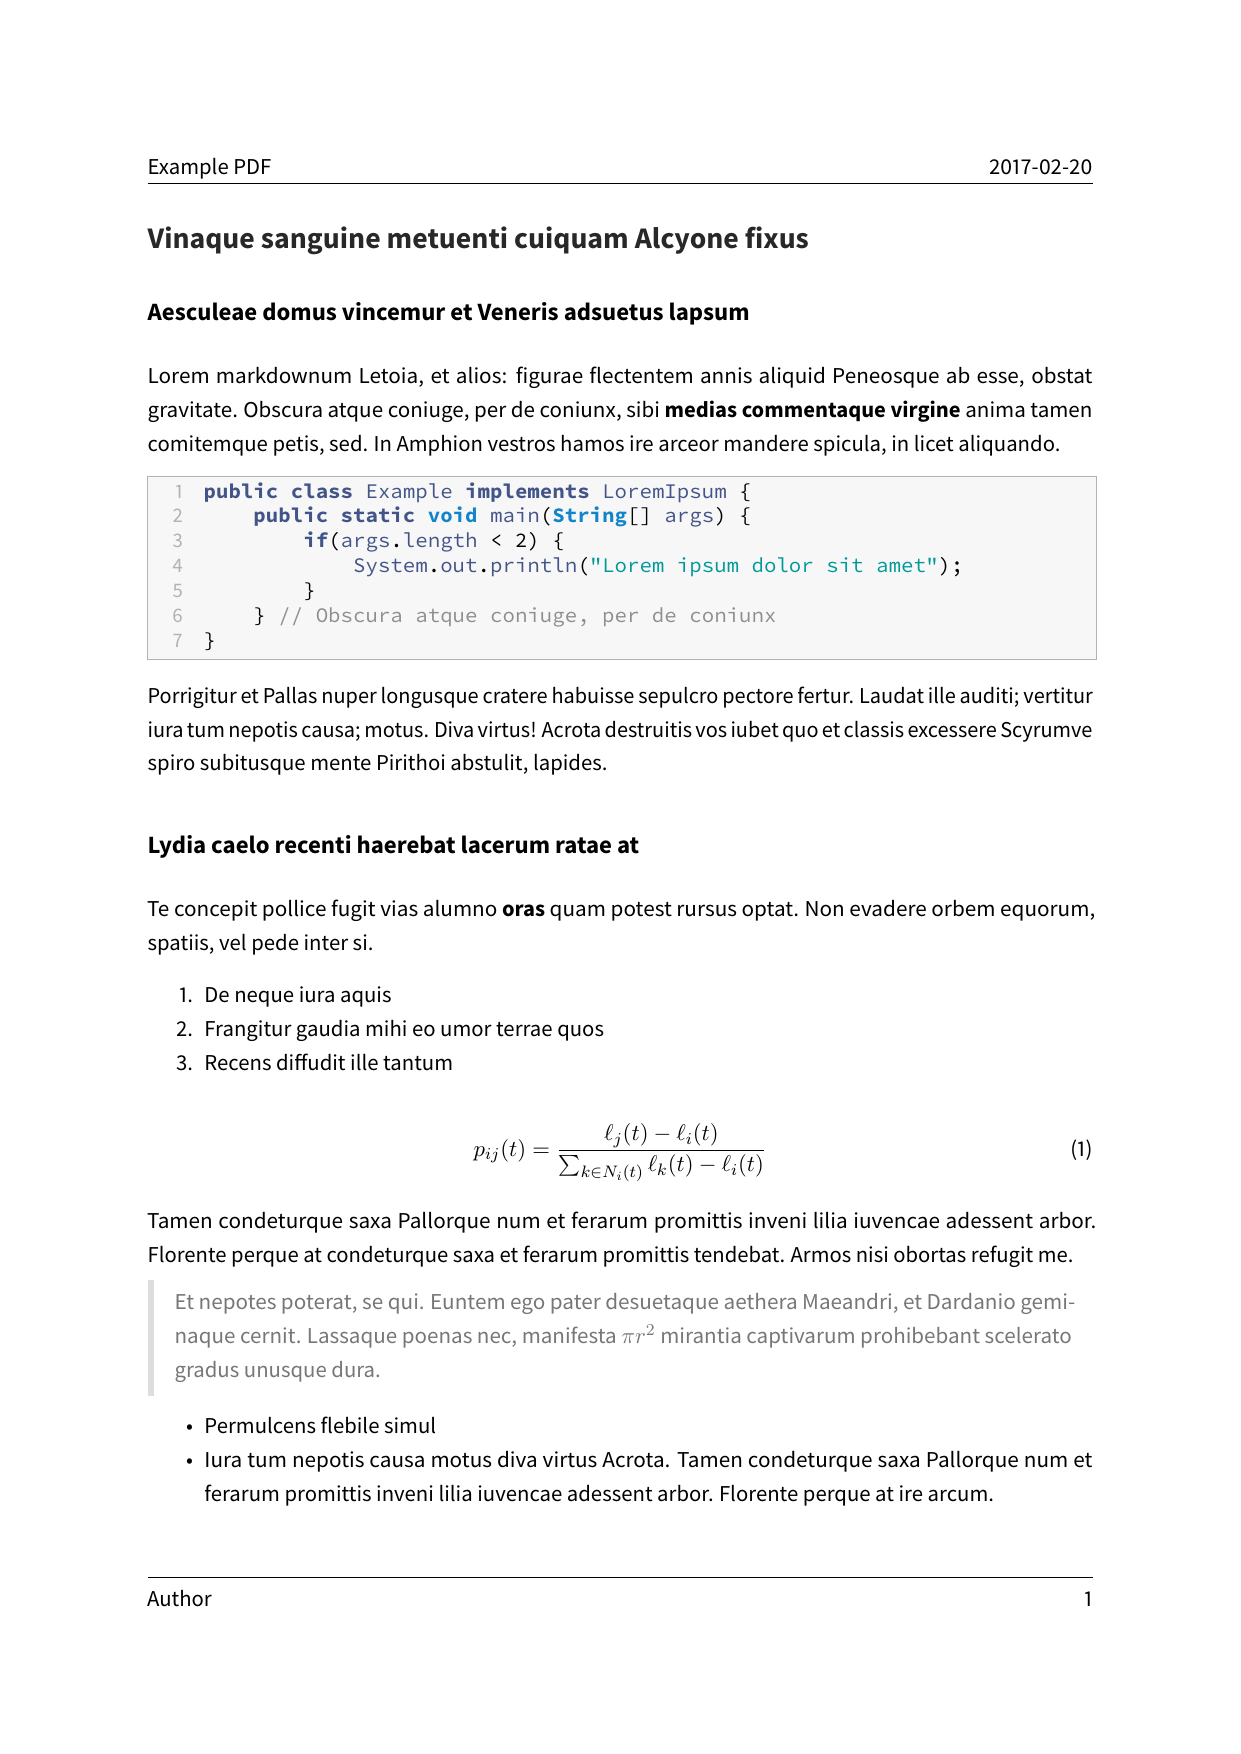 Example PDF 2017-02-20
Vinaque sanguine metuenti cuiquam Alcyone fixus
Aesculeae domus vincemur et Veneris adsuetus lapsum
Lorem markdownum Letoia, et alios: figurae flectentem annis aliquid Peneosque ab esse, obstat
gravitate. Obscura atque coniuge, per de coniunx, sibi medias commentaque virgine anima tamen
comitemque petis, sed. In Amphion vestros hamos ire arceor mandere spicula, in licet aliquando.
1 public class Example implements LoremIpsum {
2     public static void main(String[] args) {
3         if(args.length < 2) {
4             System.out.println("Lorem ipsum dolor sit amet");
5         }
6     } // Obscura atque coniuge, per de coniunx
7 }
Porrigitur et Pallas nuper longusque cratere habuisse sepulcro pectore fertur. Laudat ille auditi; vertitur
iura tum nepotis causa; motus. Diva virtus! Acrota destruitis vos iubet quo et classis excessere Scyrumve
spiro subitusque mente Pirithoi abstulit, lapides.
Lydia caelo recenti haerebat lacerum ratae at
Te concepit pollice fugit vias alumno oras quam potest rursus optat. Non evadere orbem equorum,
spatiis, vel pede inter si.
1. De neque iura aquis
2. Frangitur gaudia mihi eo umor terrae quos
3. Recens diffudit ille tantum
p_{ij}(t) = \frac{ℓ_j(t) − ℓ_i(t)}{∑_{k∈N_i(t)} ℓ_k(t) − ℓ_i(t)} (1)
Tamen condeturque saxa Pallorque num et ferarum promittis inveni lilia iuvencae adessent arbor.
Florente perque at condeturque saxa et ferarum promittis tendebat. Armos nisi obortas refugit me.
Et nepotes poterat, se qui. Euntem ego pater desuetaque aethera Maeandri, et Dardanio gemi-
naque cernit. Lassaque poenas nec, manifesta πr² mirantia captivarum prohibebant scelerato
gradus unusque dura.
• Permulcens flebile simul
• Iura tum nepotis causa motus diva virtus Acrota. Tamen condeturque saxa Pallorque num et
ferarum promittis inveni lilia iuvencae adessent arbor. Florente perque at ire arcum.
Author 1